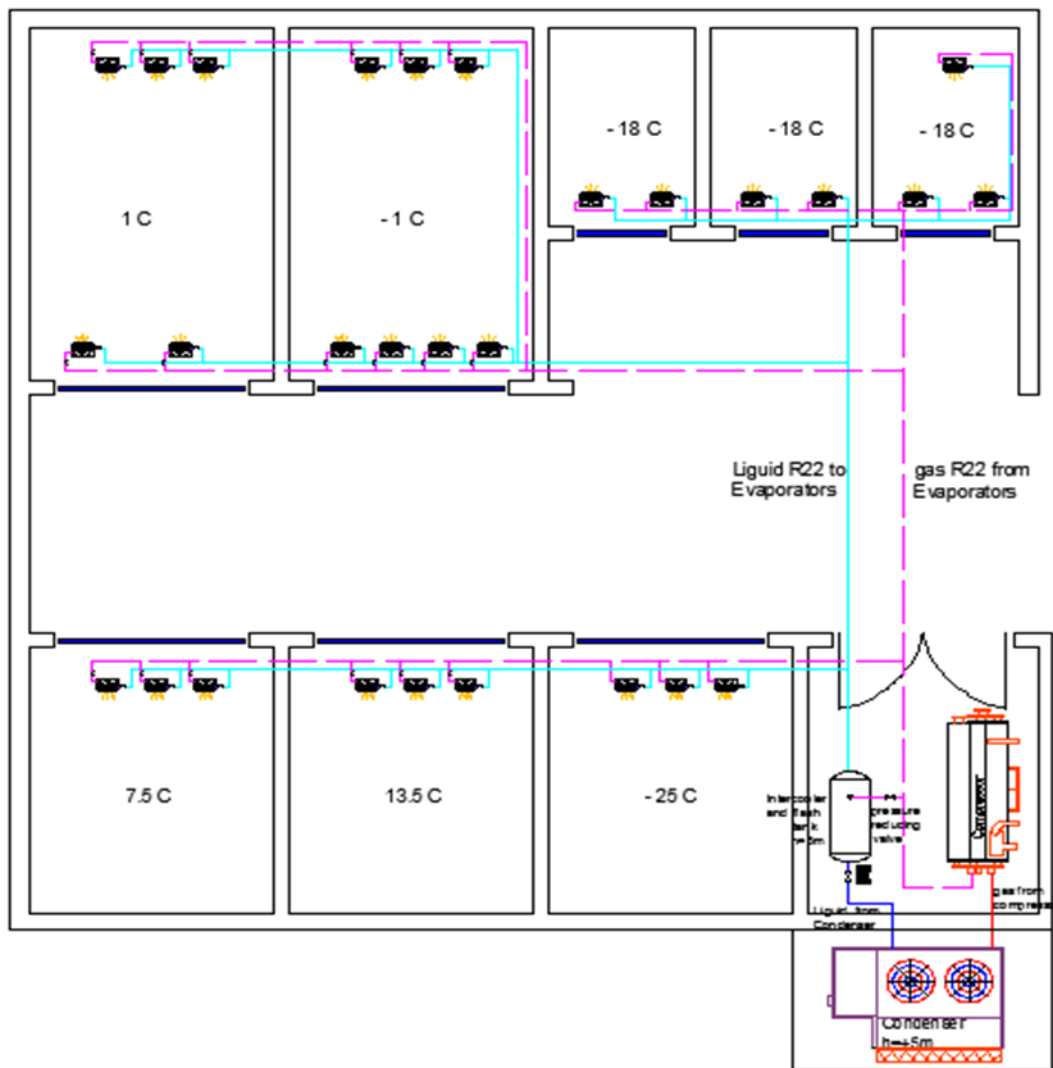 - 18 C
- 18 C
- 18 C
1 C
- 1 C
Liguid R22 to
Evaporators
gas R22 from
Evaporators
7.5 C
13.5 C
- 25 C
Intercooler
and flash
tank
pressure
reducing
valve
gas from
Liguid from
Condenser
Condenser
h=+5m